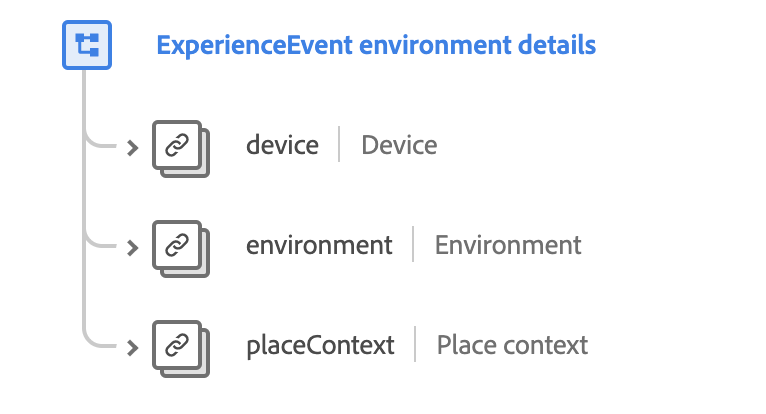 ExperienceEvent environment details
device | Device
environment | Environment
placeContext | Place context